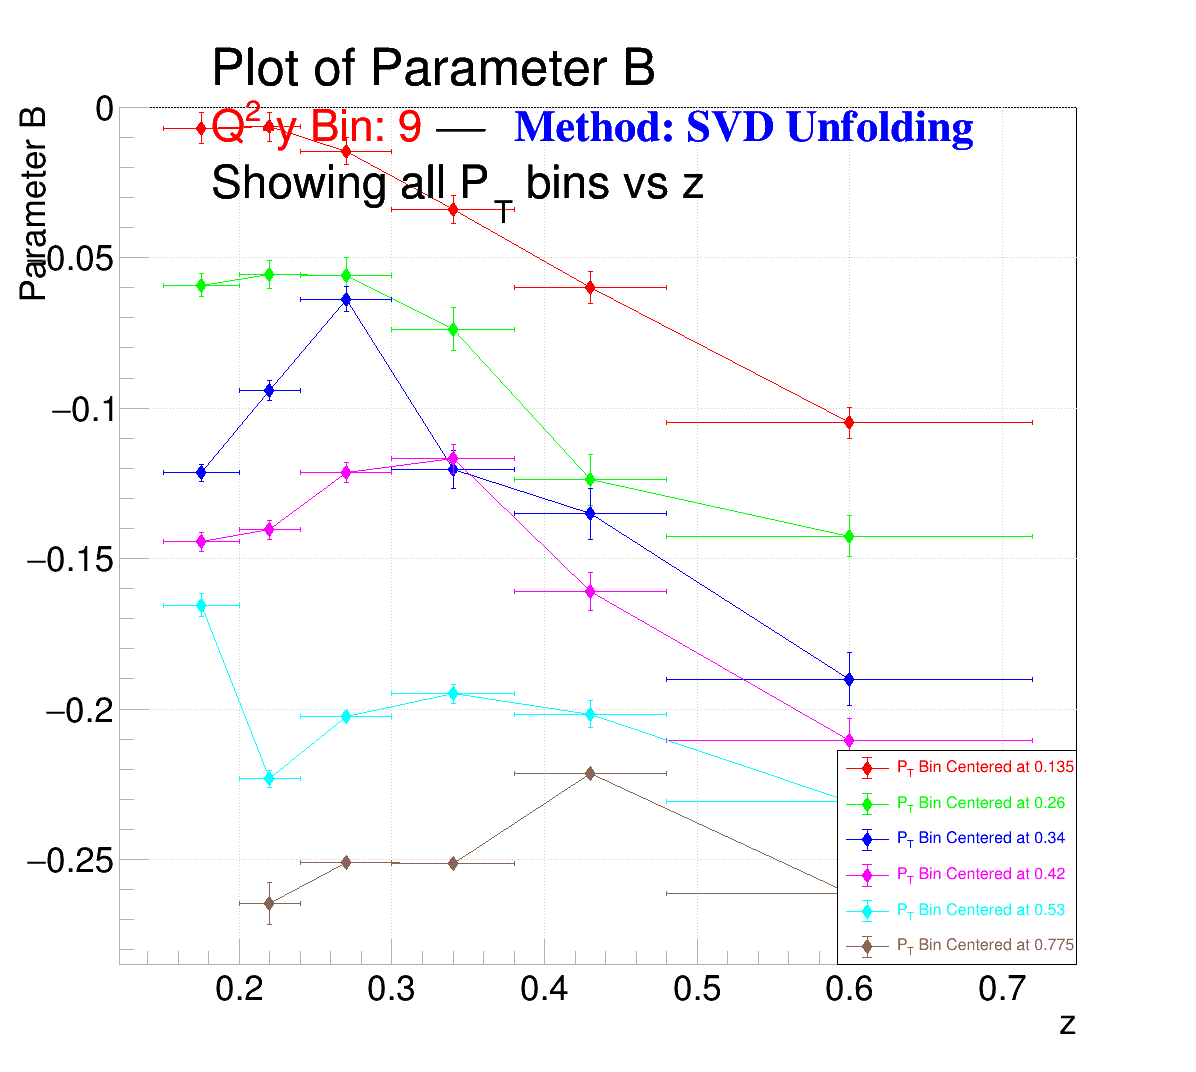 Plot of Parameter B
Q2-y Bin: 9 — Method: SVD Unfolding
Showing all PT bins vs z
Parameter B
0
−0.05
−0.1
−0.15
−0.2
−0.25
0.2 0.3 0.4 0.5 0.6 0.7
z
PT Bin Centered at 0.135
PT Bin Centered at 0.26
PT Bin Centered at 0.34
PT Bin Centered at 0.42
PT Bin Centered at 0.53
PT Bin Centered at 0.775